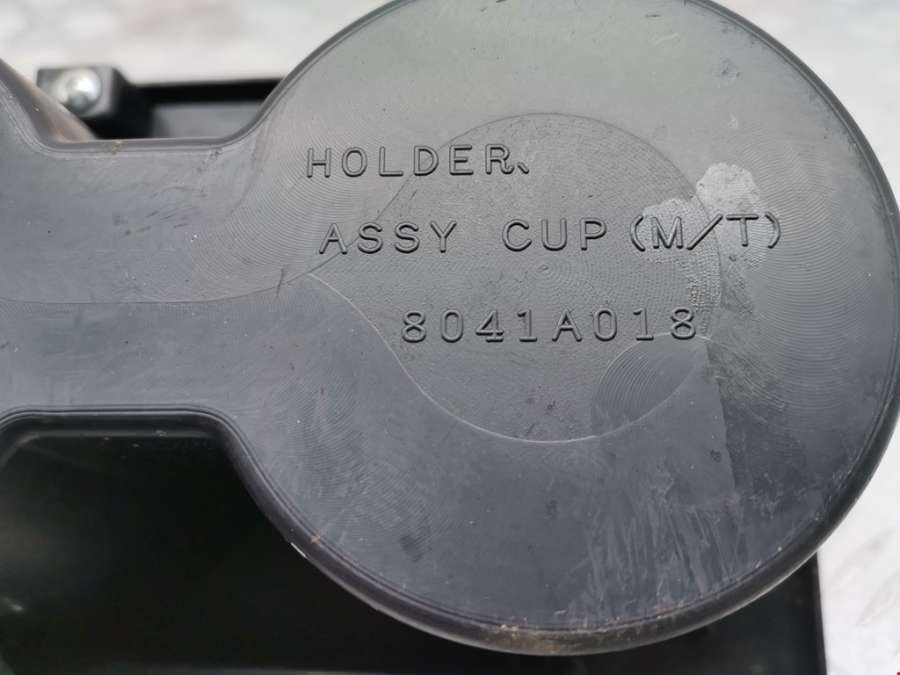 HOLDER、
ASSY CUP (M/T)
8041A018